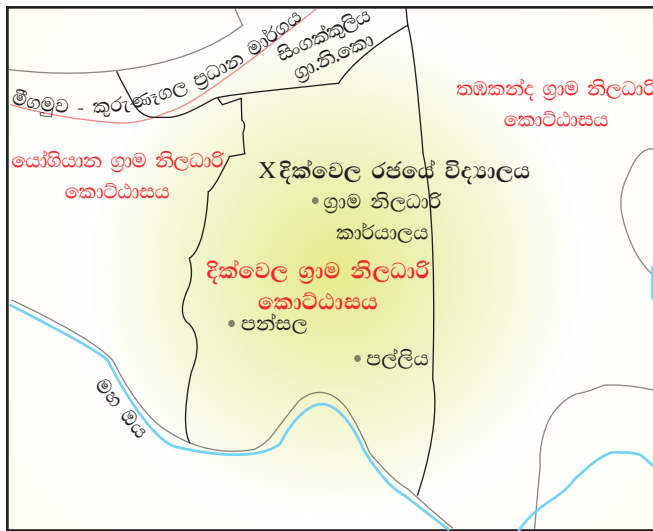 මීගමුව - කුරුණෑගල ප්‍රධාන මාර්ගය
සිංගක්කුලිය
ග්‍රා.නි.කො
තඹකන්ද ග්‍රාම නිලධාරි
කොට්ඨාසය
යෝගියාන ග්‍රාම නිලධාරි
කොට්ඨාසය
X දික්වෙල රජයේ විද්‍යාලය
ග්‍රාම නිලධාරි
කාර්යාලය
දික්වෙල ග්‍රාම නිලධාරි
කොට්ඨාසය
පන්සල
පල්ලිය
මහ ඔය